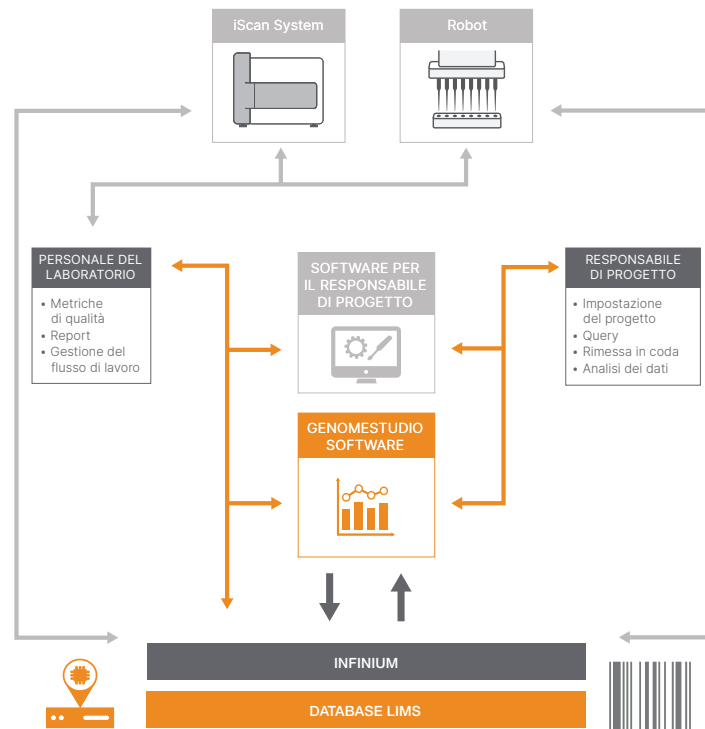 iScan System
Robot
PERSONALE DEL
LABORATORIO
• Metriche
di qualità
• Report
• Gestione del
flusso di lavoro
SOFTWARE PER
IL RESPONSABILE
DI PROGETTO
RESPONSABILE
DI PROGETTO
• Impostazione
del progetto
• Query
• Rimessa in coda
• Analisi dei dati
GENOMESTUDIO
SOFTWARE
INFINIUM
DATABASE LIMS